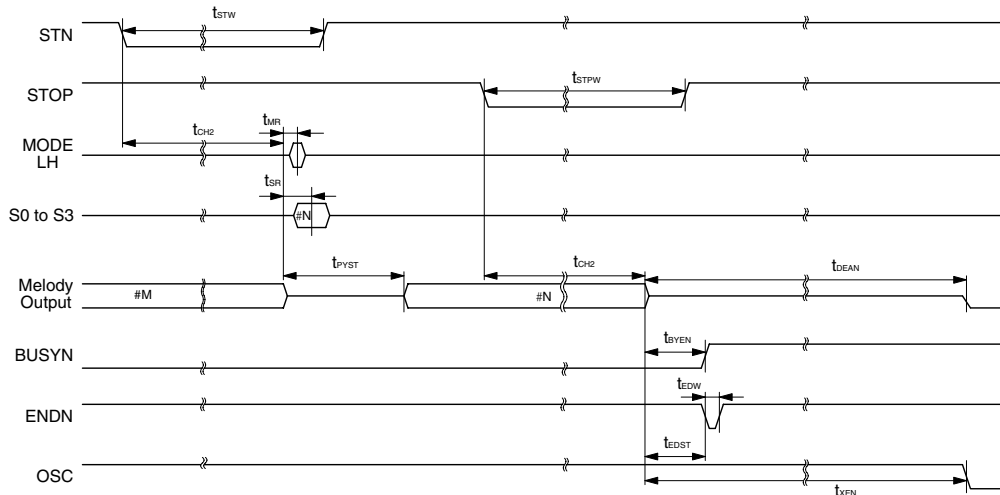 STN
tSTW
STOP
tSTPW
MODE
LH
tCH2
tMR
S0 to S3
tSR
#N
Melody
Output
#M
tPYST
#N
tCH2
tDEAN
BUSYN
tBYEN
ENDN
tEDW
tEDST
OSC
tXEN